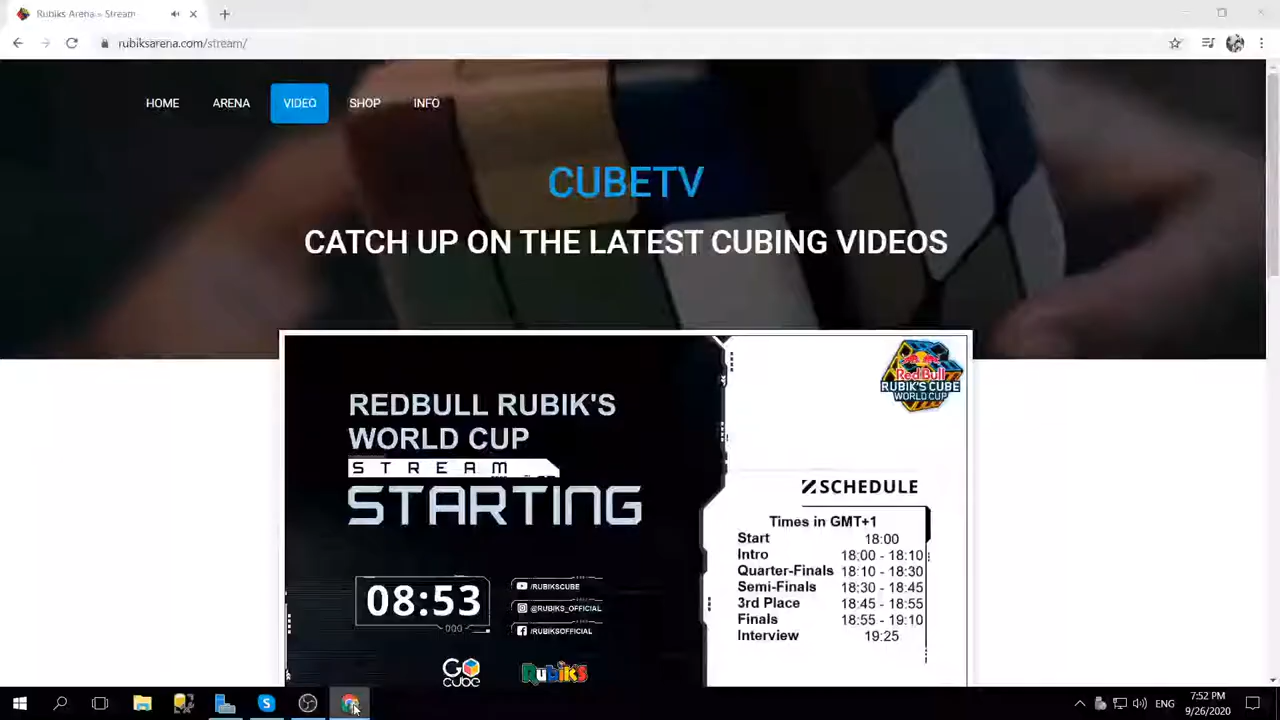 Rubiks Arena » Stream
rubiksarena.com/stream/
HOME ARENA VIDEO SHOP INFO
CUBETV
CATCH UP ON THE LATEST CUBING VIDEOS
RedBull
RUBIK'S CUBE
WORLD CUP
REDBULL RUBIK'S
WORLD CUP
STREAM
STARTING
08:53
000
/RUBIKSCUBE
@RUBIKS_OFFICIAL
/RUBIKSOFFICIAL
GO
CUBE
Rubik's
SCHEDULE
Times in GMT+1
Start 18:00
Intro 18:00 - 18:10
Quarter-Finals 18:10 - 18:30
Semi-Finals 18:30 - 18:45
3rd Place 18:45 - 18:55
Finals 18:55 - 19:10
Interview 19:25
ENG
7:52 PM
9/26/2020